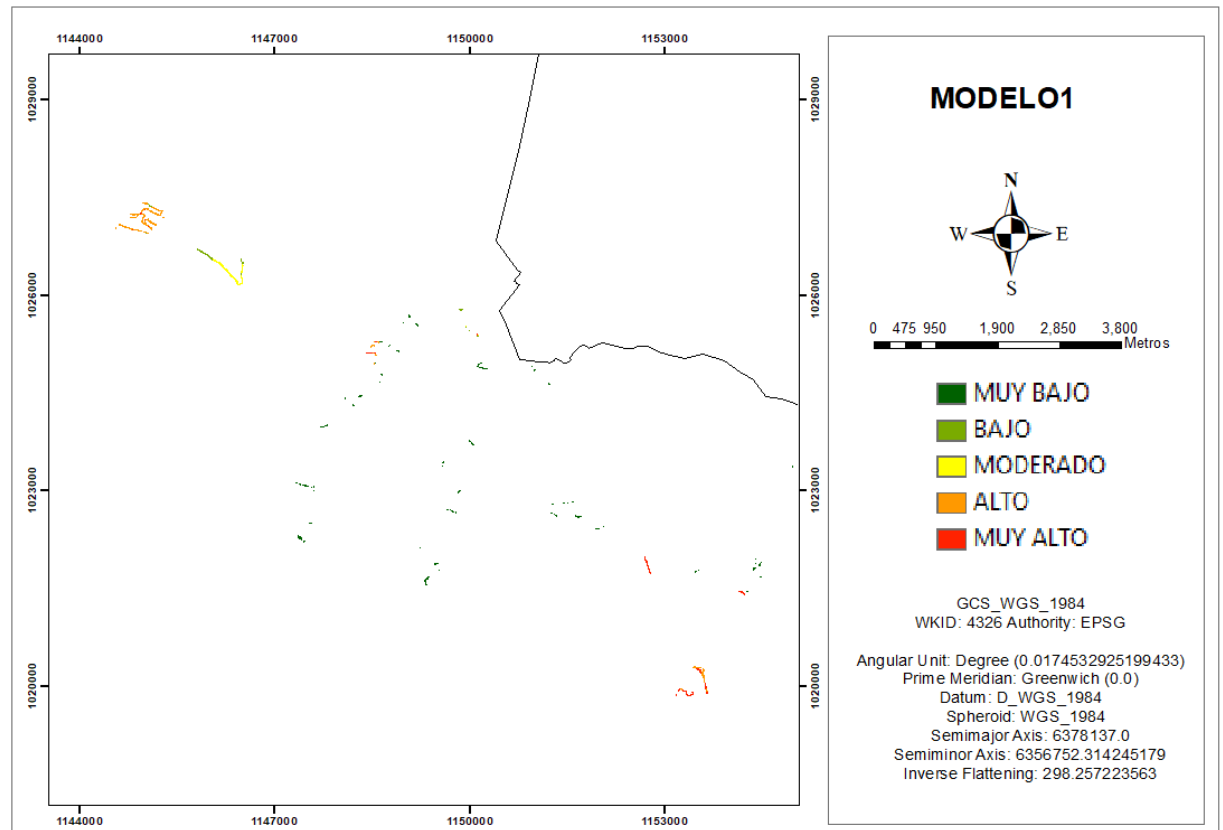 1144000 1147000 1150000 1153000
1029000 1029000
1026000 1026000
1023000 1023000
1020000 1020000
1144000 1147000 1150000 1153000
MODELO1
N
W E
S
0 475 950 1,900 2,850 3,800
Metros
MUY BAJO
BAJO
MODERADO
ALTO
MUY ALTO
GCS_WGS_1984
WKID: 4326 Authority: EPSG
Angular Unit: Degree (0.0174532925199433)
Prime Meridian: Greenwich (0.0)
Datum: D_WGS_1984
Spheroid: WGS_1984
Semimajor Axis: 6378137.0
Semiminor Axis: 6356752.314245179
Inverse Flattening: 298.257223563